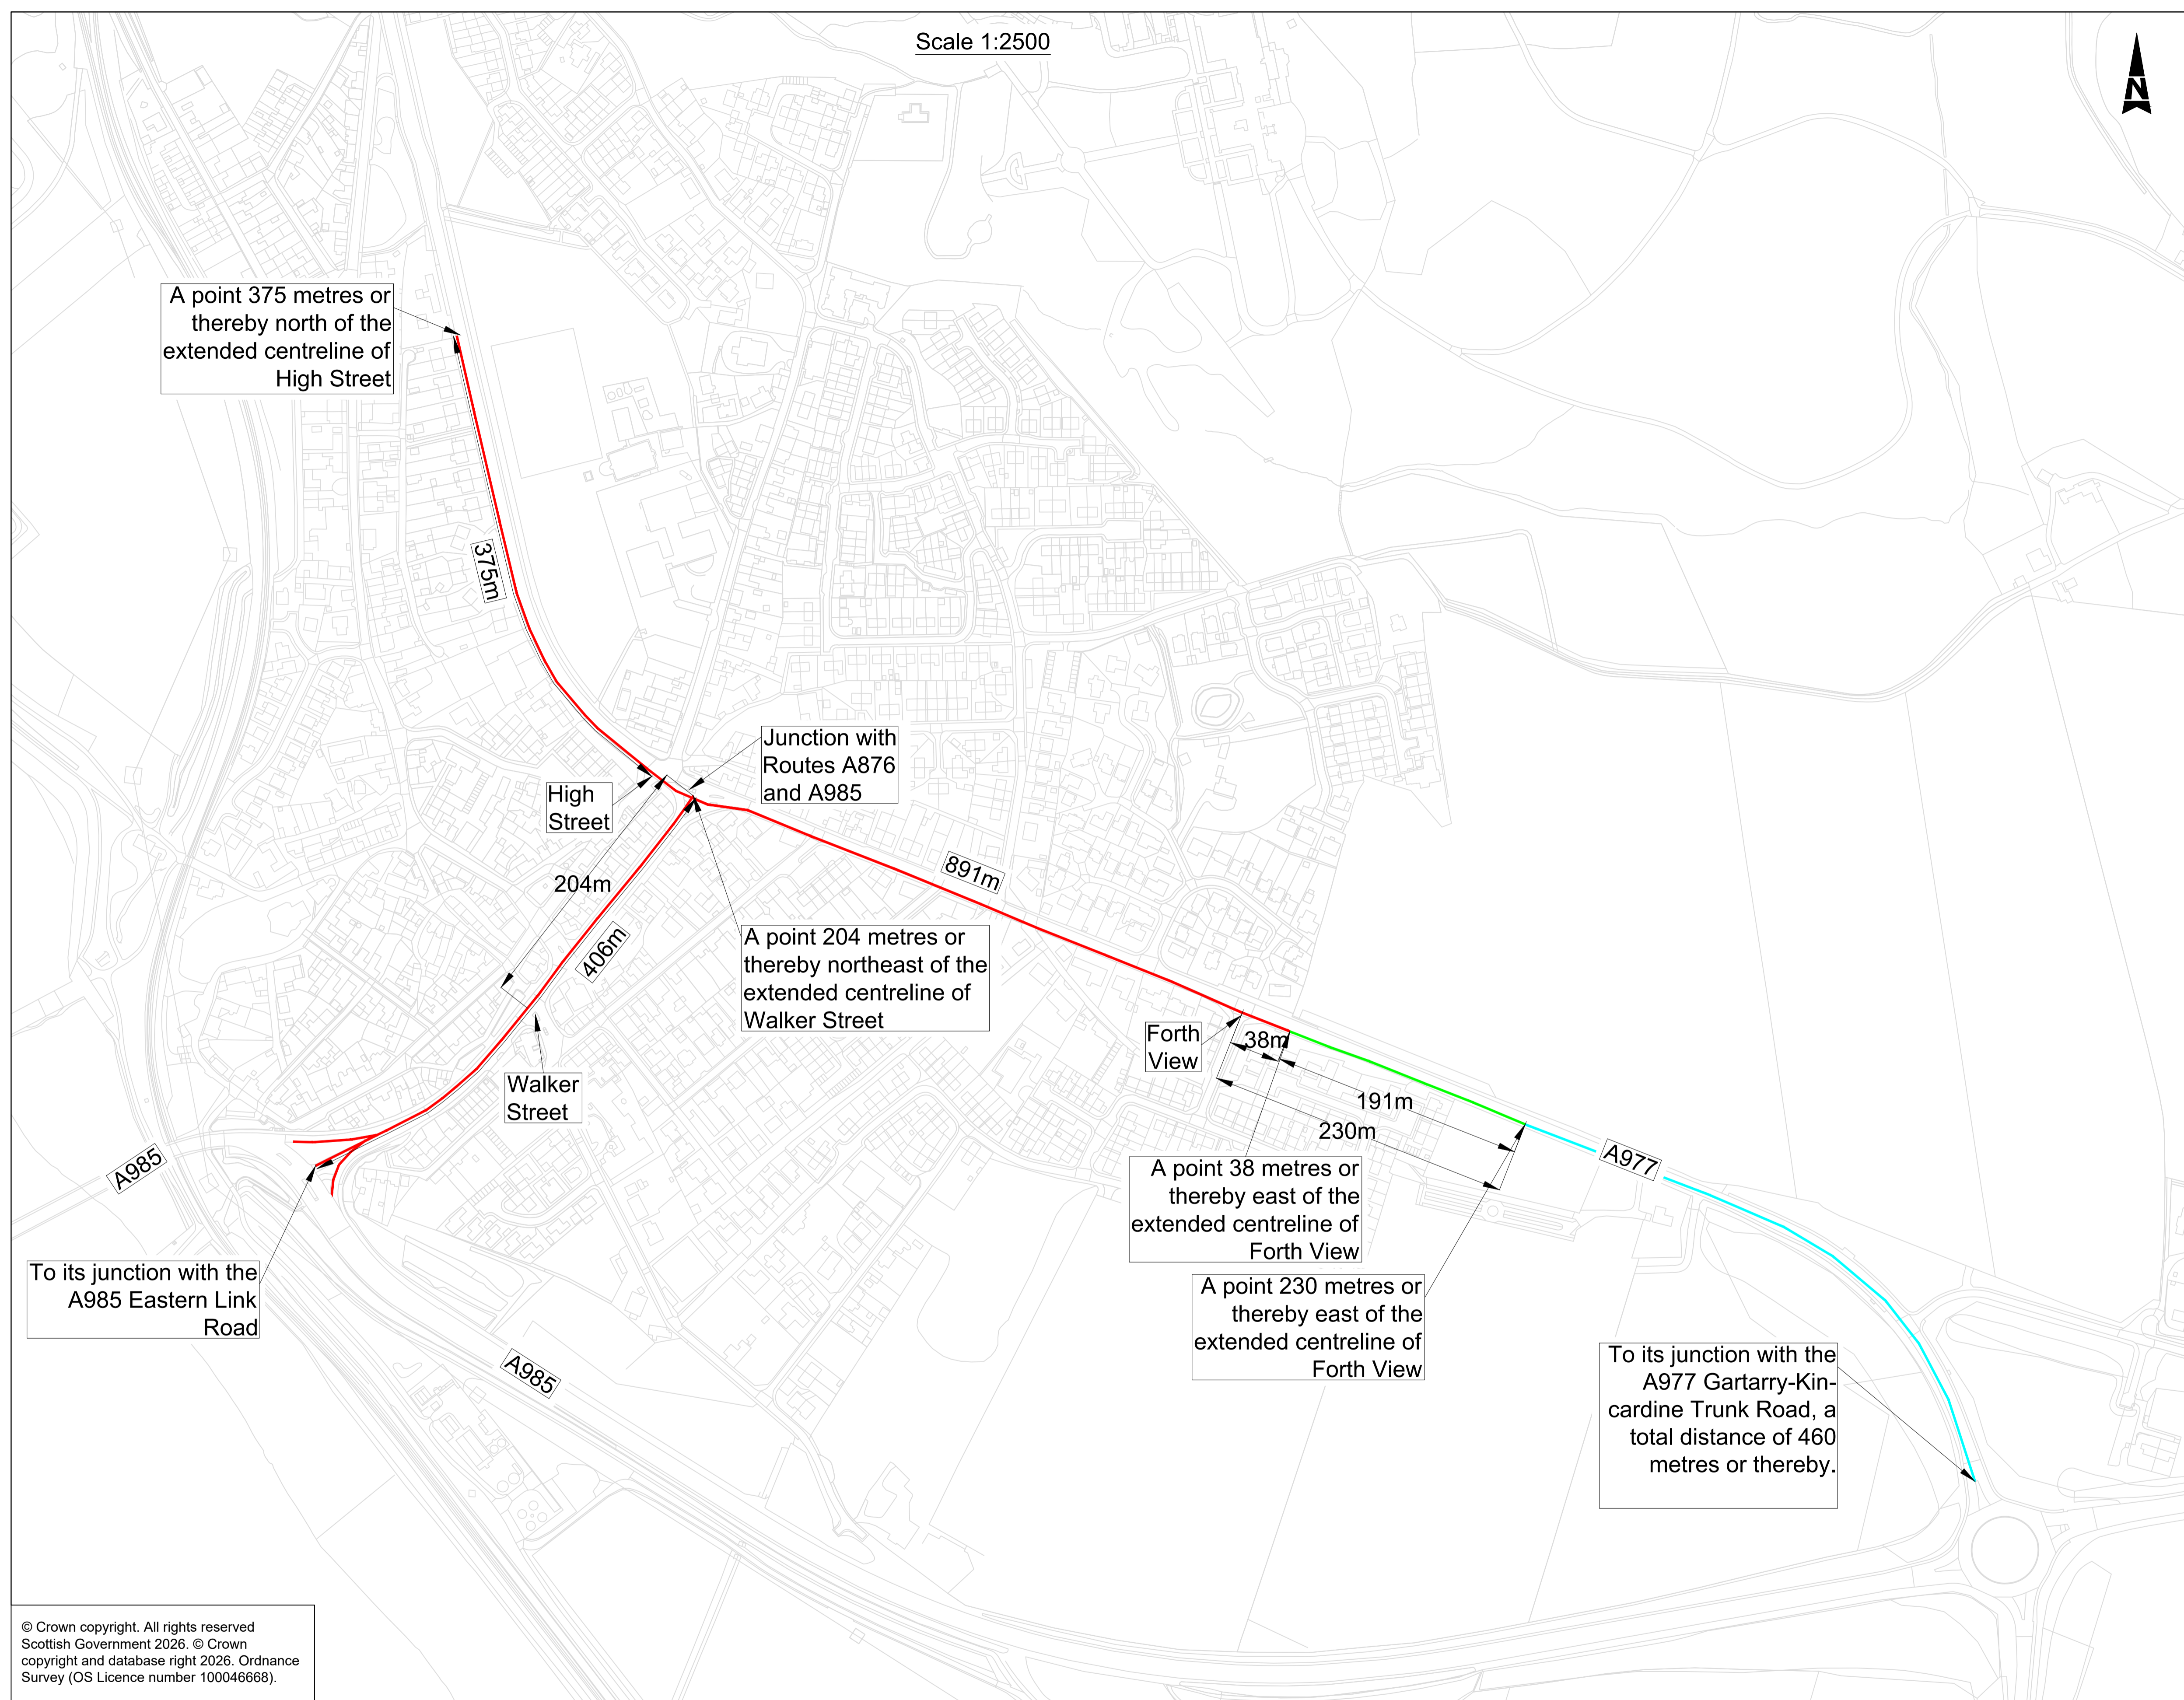 Scale 1:2500
N
A point 375 metres or
thereby north of the
extended centreline of
High Street
375m
Junction with
Routes A876
and A985
High
Street
204m
891m
406m
A point 204 metres or
thereby northeast of the
extended centreline of
Walker Street
Forth
View
38m
Walker
Street
191m
230m
A985
A977
A point 38 metres or
thereby east of the
extended centreline of
Forth View
To its junction with the
A985 Eastern Link
Road
A point 230 metres or
thereby east of the
extended centreline of
Forth View
A985
To its junction with the
A977 Gartarry-Kin-
cardine Trunk Road, a
total distance of 460
metres or thereby.
© Crown copyright. All rights reserved
Scottish Government 2026. © Crown
copyright and database right 2026. Ordnance
Survey (OS Licence number 100046668).